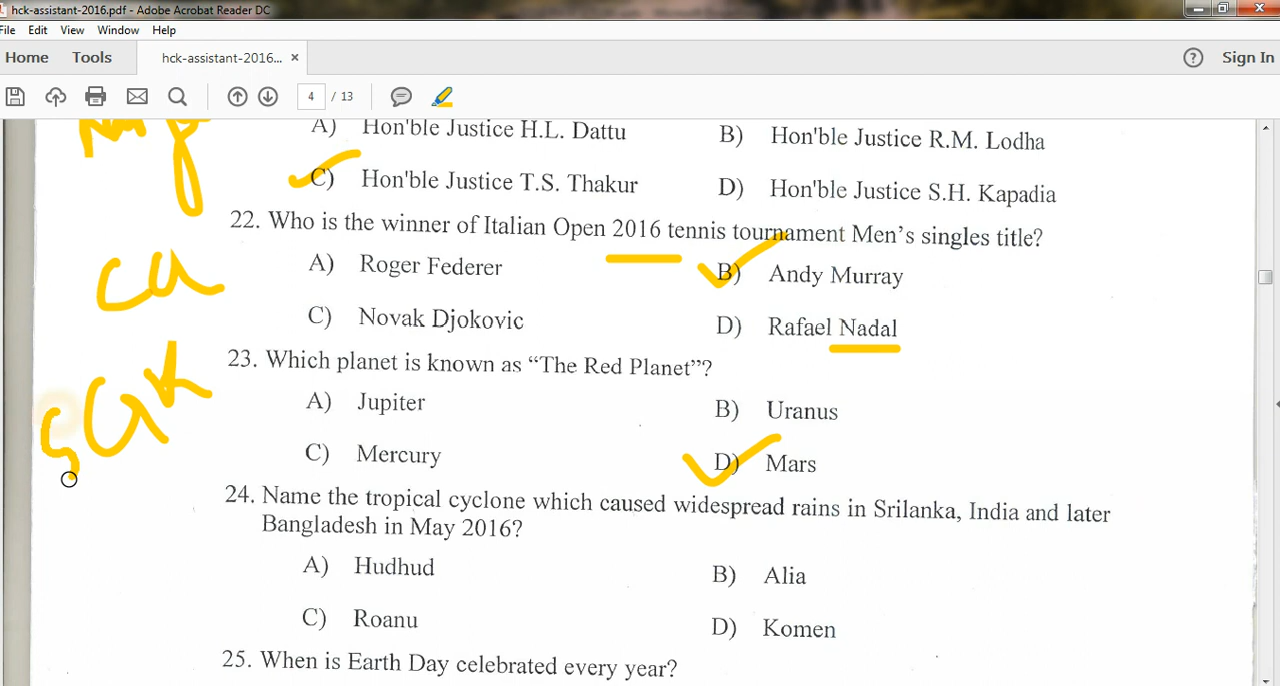 hck-assistant-2016.pdf - Adobe Acrobat Reader DC
File Edit View Window Help
Home Tools hck-assistant-2016... × Sign In
4 / 13
A) Hon'ble Justice H.L. Dattu B) Hon'ble Justice R.M. Lodha
C) Hon'ble Justice T.S. Thakur D) Hon'ble Justice S.H. Kapadia
22. Who is the winner of Italian Open 2016 tennis tournament Men's singles title?
A) Roger Federer B) Andy Murray
C) Novak Djokovic D) Rafael Nadal
CA
23. Which planet is known as “The Red Planet”?
A) Jupiter B) Uranus
SGK
C) Mercury D) Mars
24. Name the tropical cyclone which caused widespread rains in Srilanka, India and later
Bangladesh in May 2016?
A) Hudhud B) Alia
C) Roanu D) Komen
25. When is Earth Day celebrated every year?